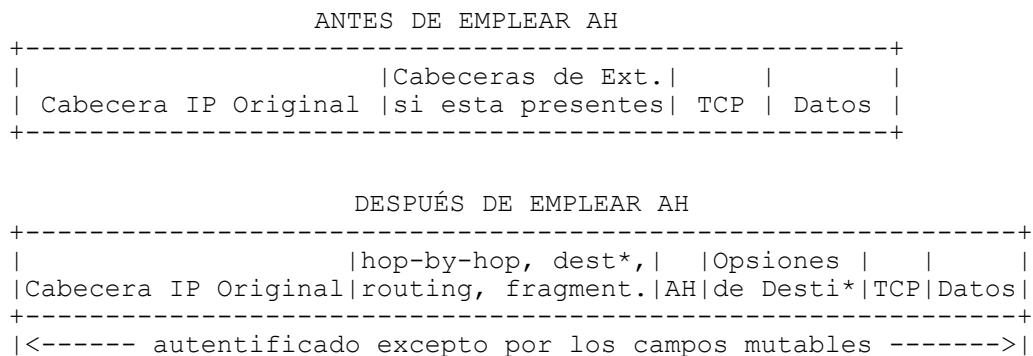 ANTES DE EMPLEAR AH
+-------------------------------------------------------+
|                       |Cabeceras de Ext.|     |       |
| Cabecera IP Original |si esta presentes| TCP | Datos |
+-------------------------------------------------------+
DESPUÉS DE EMPLEAR AH
+---------------------------------------------------------------+
|                    |hop-by-hop, dest*,|  |Opsiones |   |     |
|Cabecera IP Original|routing, fragment.|AH|de Desti*|TCP|Datos|
+---------------------------------------------------------------+
|<------ autentificado excepto por los campos mutables ------->|